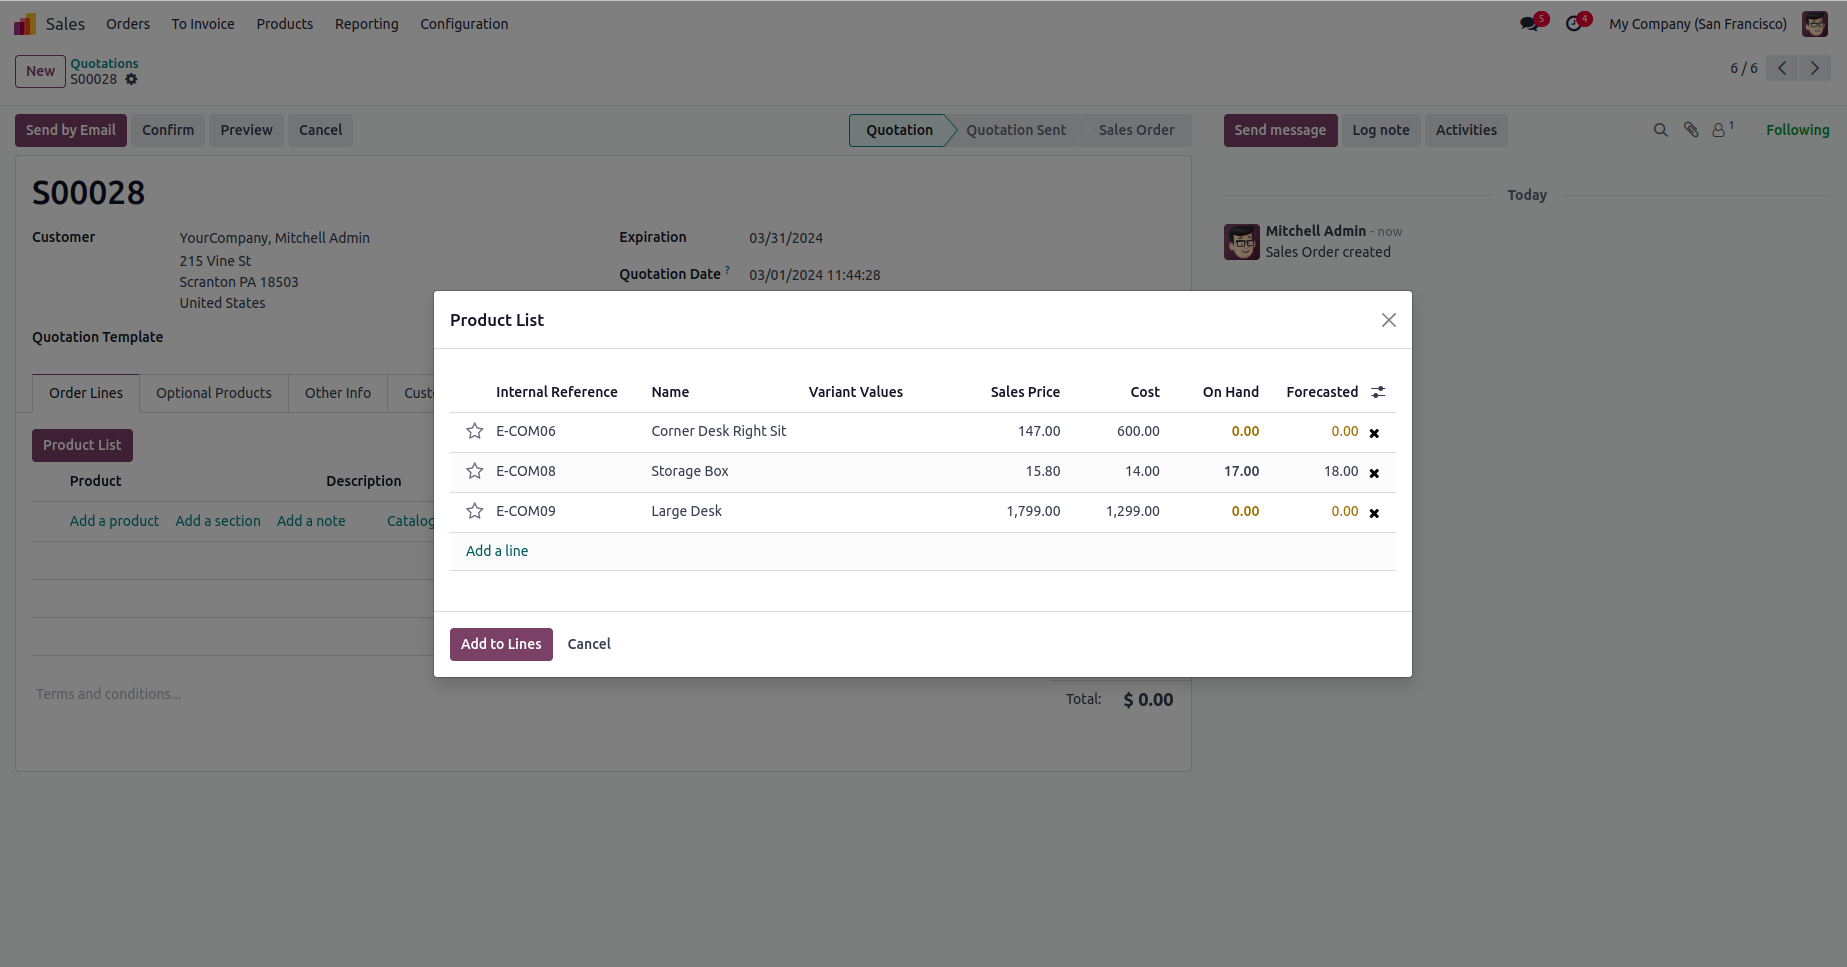 Sales Orders To Invoice Products Reporting Configuration 5 4 My Company (San Francisco)
New Quotations
S00028
6 / 6
Send by Email Confirm Preview Cancel Quotation Quotation Sent Sales Order Send message Log note Activities 1 Following
S00028
Today
Customer YourCompany, Mitchell Admin Expiration 03/31/2024
215 Vine St
Scranton PA 18503
United States
Quotation Date ? 03/01/2024 11:44:28
Mitchell Admin - now
Sales Order created
Quotation Template
Order Lines Optional Products Other Info Custo
Product List
Product Description
Add a product Add a section Add a note Catalog
Terms and conditions...
Total: $ 0.00
Product List
Internal Reference Name Variant Values Sales Price Cost On Hand Forecasted
E-COM06 Corner Desk Right Sit 147.00 600.00 0.00 0.00
E-COM08 Storage Box 15.80 14.00 17.00 18.00
E-COM09 Large Desk 1,799.00 1,299.00 0.00 0.00
Add a line
Add to Lines Cancel